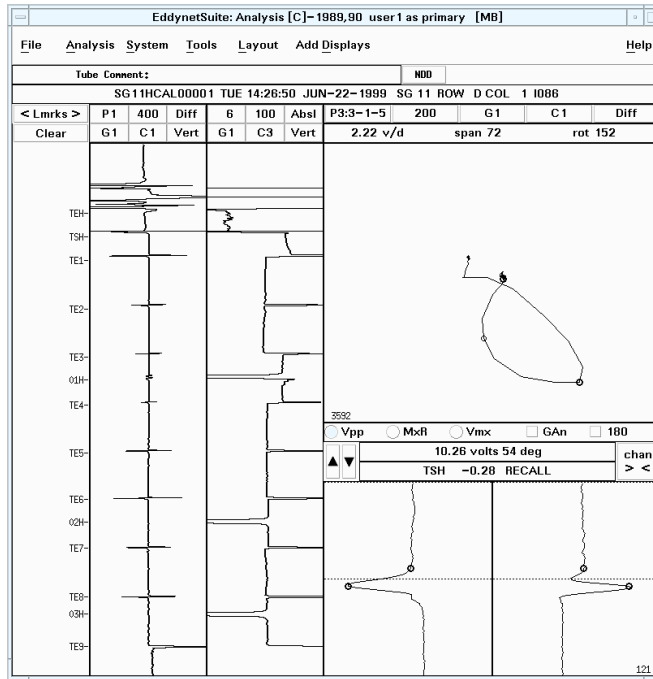 EddynetSuite: Analysis [C]-1989,90 user1 as primary [MB]
File Analysis System Tools Layout Add Displays Help
Tube Comment: NDD
SG11HCAL00001 TUE 14:26:50 JUN-22-1999 SG 11 ROW D COL 1 I086
< Lmrks > P1 400 Diff 6 100 Absl P3:3-1-5 200 G1 C1 Diff
Clear G1 C1 Vert G1 C3 Vert 2.22 v/d span 72 rot 152
TEH
TSH
TE1
TE2
TE3
01H
TE4
TE5
TE6
02H
TE7
TE8
03H
TE9
3592
Vpp MxR Vmx GAn 180
10.26 volts 54 deg chan
TSH -0.28 RECALL > <
121